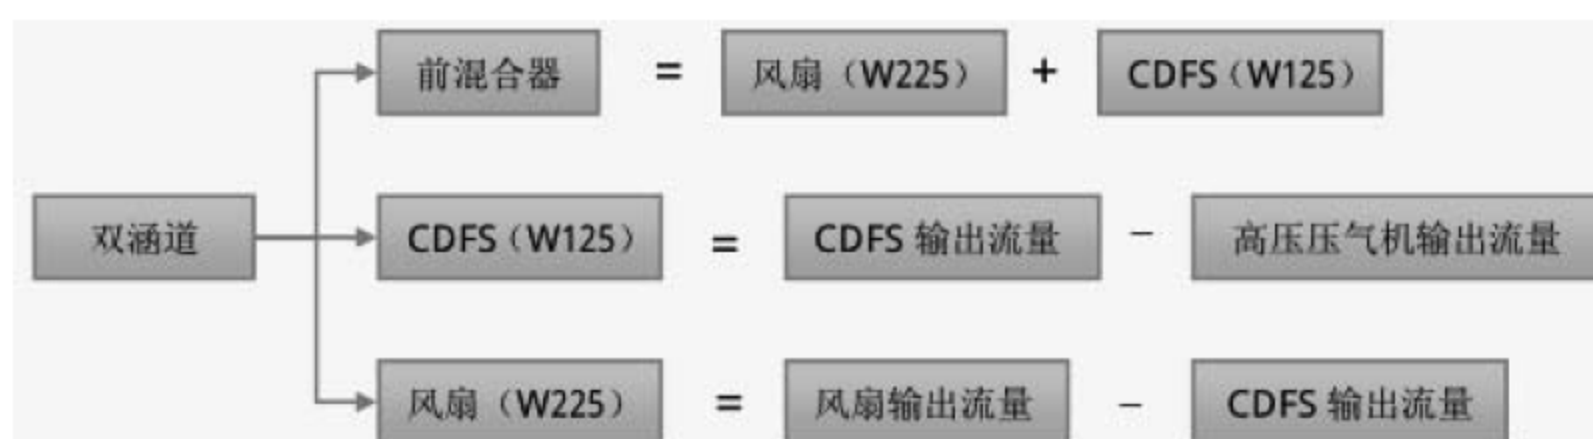 前混合器 = 风扇（W225） + CDFS（W125）
双涵道 CDFS（W125） = CDFS 输出流量 - 高压压气机输出流量
风扇（W225） = 风扇输出流量 - CDFS 输出流量